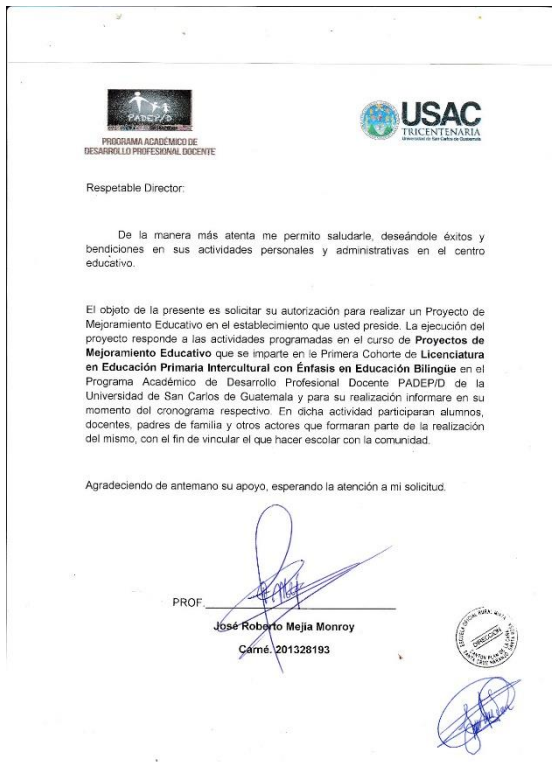 PADEP/D
PROGRAMA ACADÉMICO DE
DESARROLLO PROFESIONAL DOCENTE
USAC
TRICENTENARIA
Universidad de San Carlos de Guatemala
Respetable Director:
De la manera más atenta me permito saludarle, deseándole éxitos y
bendiciones en sus actividades personales y administrativas en el centro
educativo.
El objeto de la presente es solicitar su autorización para realizar un Proyecto de
Mejoramiento Educativo en el establecimiento que usted preside. La ejecución del
proyecto responde a las actividades programadas en el curso de Proyectos de
Mejoramiento Educativo que se imparte en le Primera Cohorte de Licenciatura
en Educación Primaria Intercultural con Énfasis en Educación Bilingüe en el
Programa Académico de Desarrollo Profesional Docente PADEP/D de la
Universidad de San Carlos de Guatemala y para su realización informare en su
momento del cronograma respectivo. En dicha actividad participaran alumnos,
docentes, padres de familia y otros actores que formaran parte de la realización
del mismo, con el fin de vincular el que hacer escolar con la comunidad.
Agradeciendo de antemano su apoyo, esperando la atención a mi solicitud.
PROF.
José Roberto Mejía Monroy
Carné. 201328193
ESCUELA OFICIAL RURAL MIXTA
DIRECCIÓN